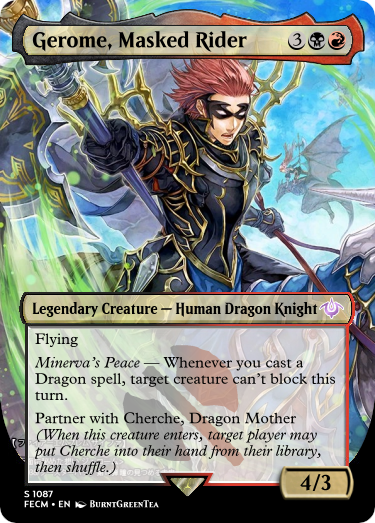 Gerome, Masked Rider 3
Legendary Creature — Human Dragon Knight
Flying
Minerva's Peace — Whenever you cast a
Dragon spell, target creature can't block this
turn.
Partner with Cherche, Dragon Mother
(When this creature enters, target player may
put Cherche into their hand from their library,
then shuffle.)
4/3
S 1087
FECM • EN BurntGreenTea